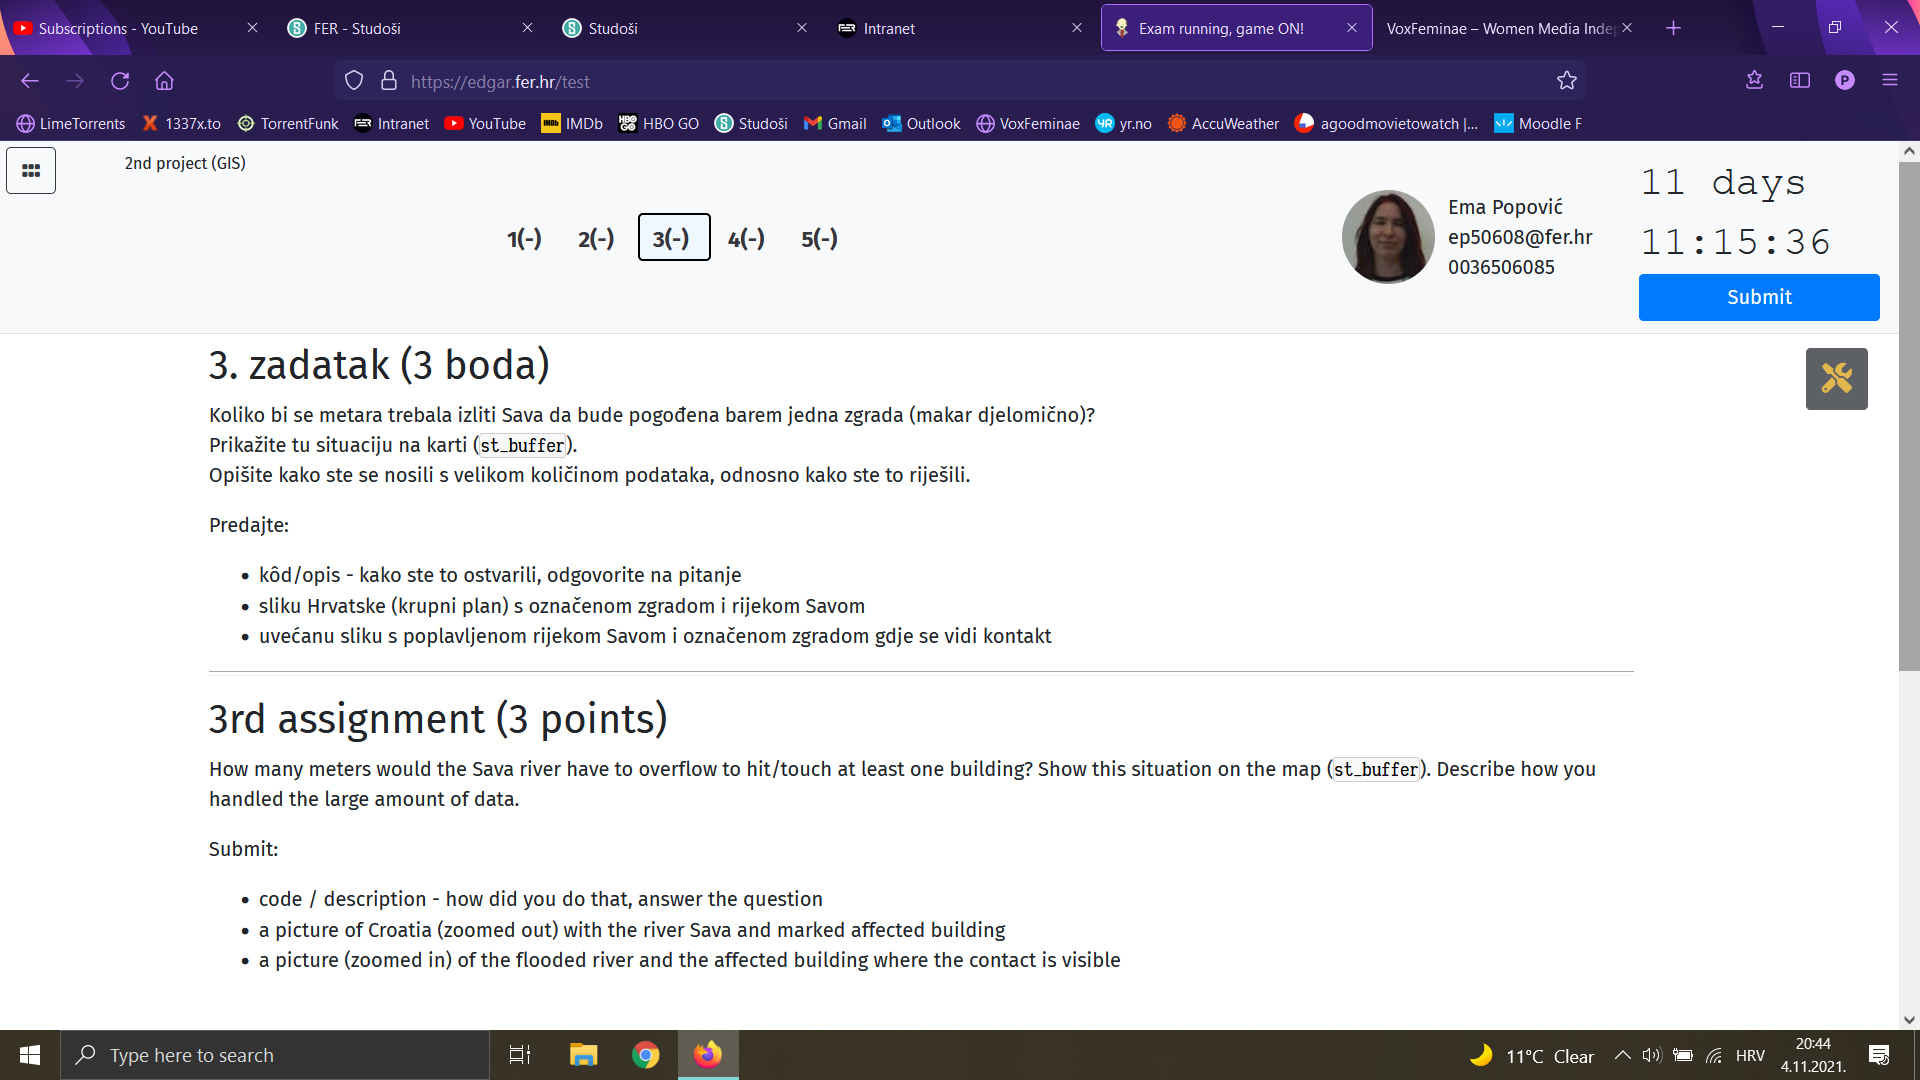 Subscriptions - YouTube
FER - Studoši
Studoši
Intranet
Exam running, game ON!
VoxFeminae – Women Media Indep
https://edgar.fer.hr/test
P
LimeTorrents
1337x.to
TorrentFunk
Intranet
YouTube
IMDb
HBO GO
Studoši
Gmail
Outlook
VoxFeminae
yr.no
AccuWeather
agoodmovietowatch |...
Moodle F
2nd project (GIS)
1(-)
2(-)
3(-)
4(-)
5(-)
Ema Popović
ep50608@fer.hr
0036506085
11 days
11:15:36
Submit
3. zadatak (3 boda)
Koliko bi se metara trebala izliti Sava da bude pogođena barem jedna zgrada (makar djelomično)?
Prikažite tu situaciju na karti (st_buffer).
Opišite kako ste se nosili s velikom količinom podataka, odnosno kako ste to riješili.
Predajte:
• kôd/opis - kako ste to ostvarili, odgovorite na pitanje
• sliku Hrvatske (krupni plan) s označenom zgradom i rijekom Savom
• uvećanu sliku s poplavljenom rijekom Savom i označenom zgradom gdje se vidi kontakt
3rd assignment (3 points)
How many meters would the Sava river have to overflow to hit/touch at least one building? Show this situation on the map (st_buffer). Describe how you
handled the large amount of data.
Submit:
• code / description - how did you do that, answer the question
• a picture of Croatia (zoomed out) with the river Sava and marked affected building
• a picture (zoomed in) of the flooded river and the affected building where the contact is visible
Type here to search
11°C Clear
HRV
20:44
4.11.2021.